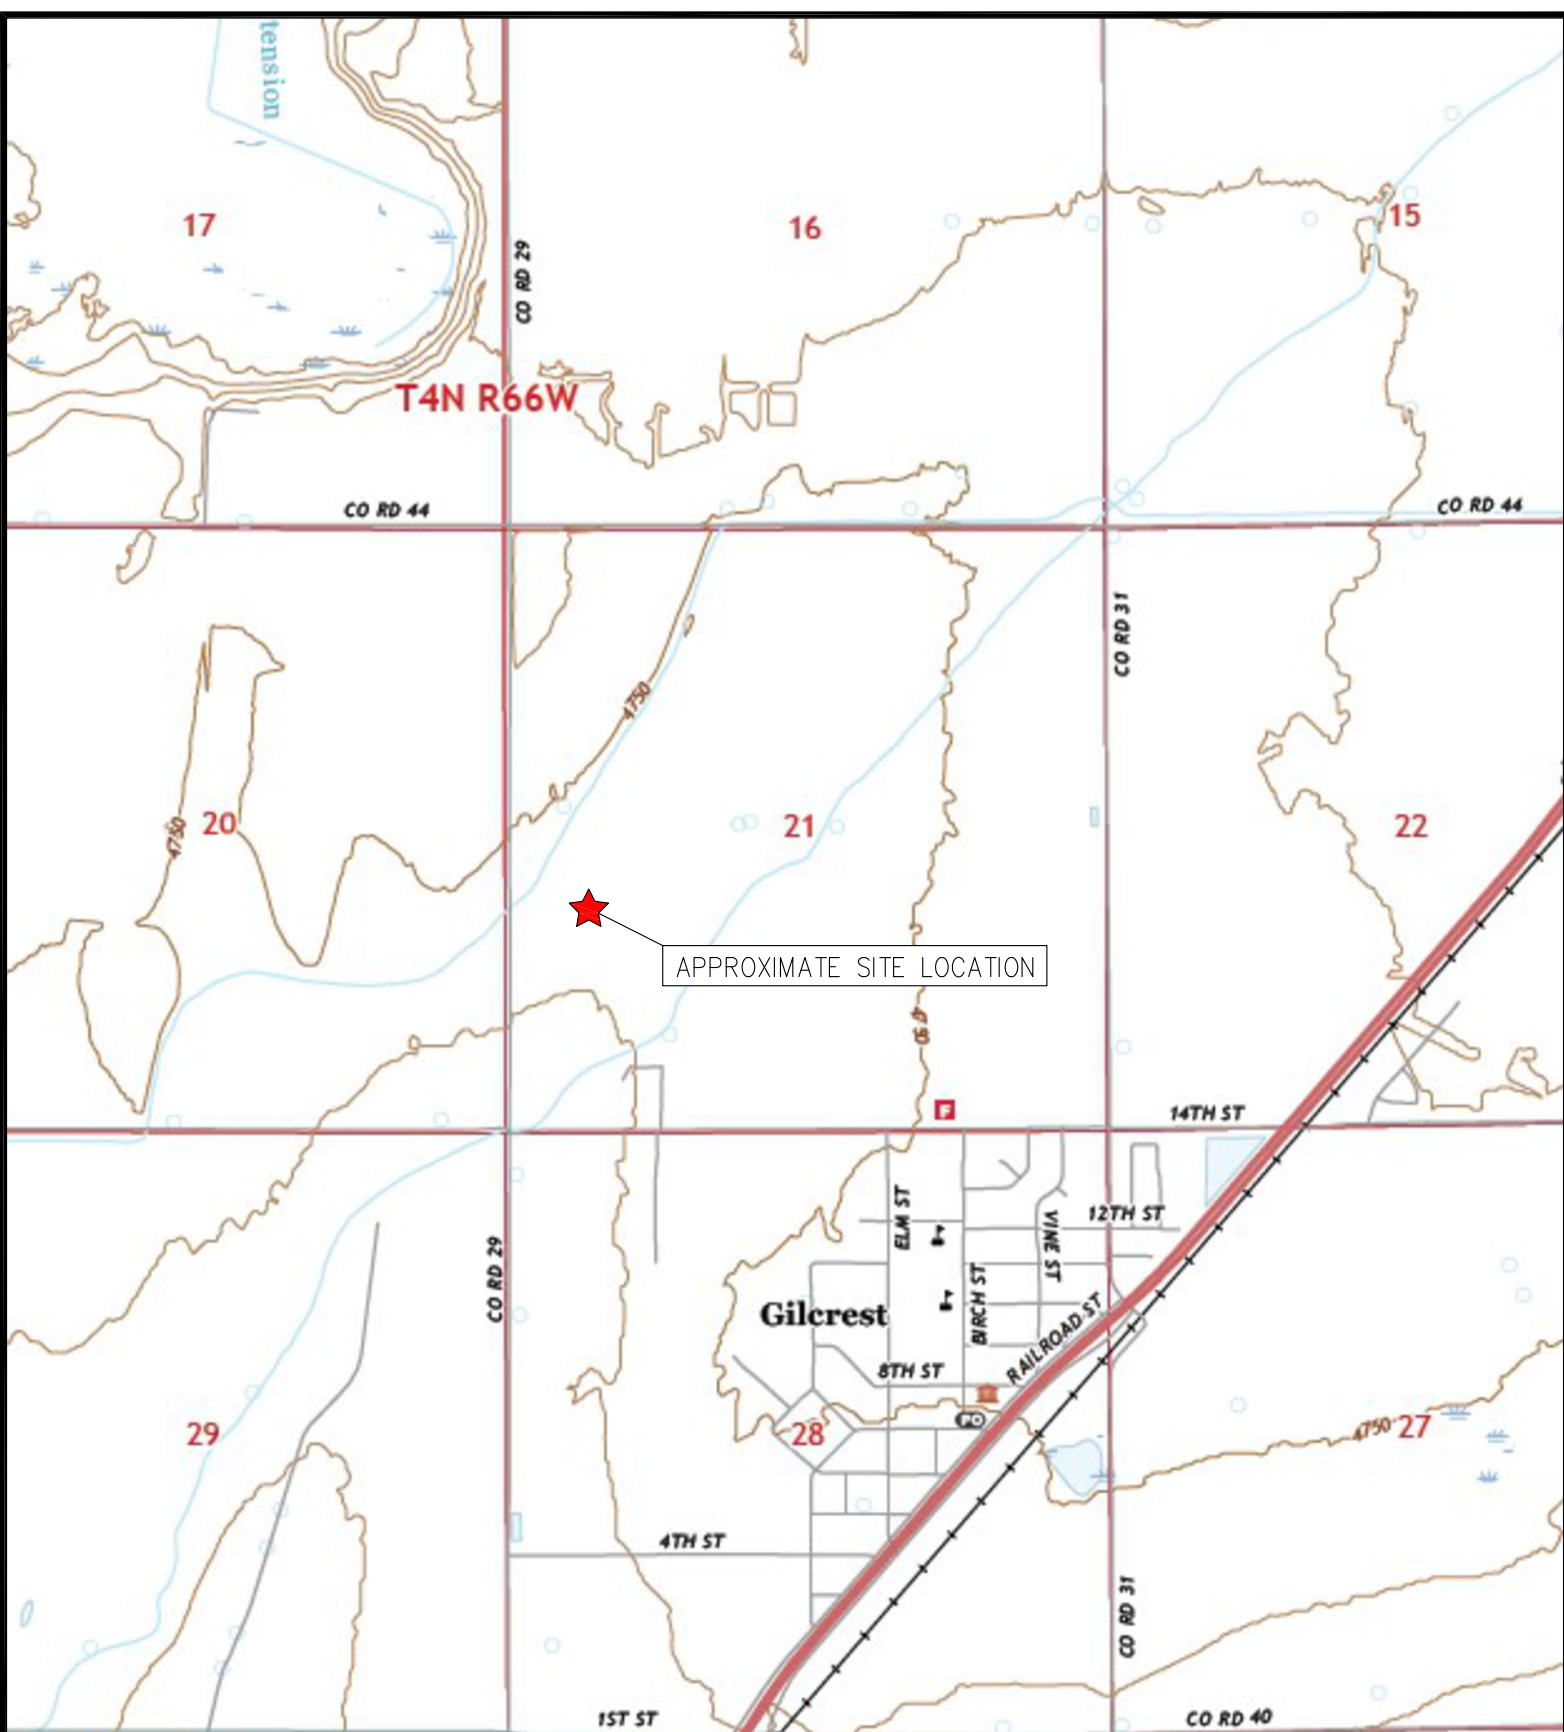 tension
17
16
15
CO RD 29
T4N R66W
CO RD 44
CO RD 44
CO RD 31
4750
20
4750
21
22
APPROXIMATE SITE LOCATION
4750
F
14TH ST
ELM ST
12TH ST
VINE ST
CO RD 29
BIRCH ST
Gilcrest
RAILROAD ST
8TH ST
PO
29
28
4750
27
4TH ST
CO RD 31
1ST ST
CO RD 40